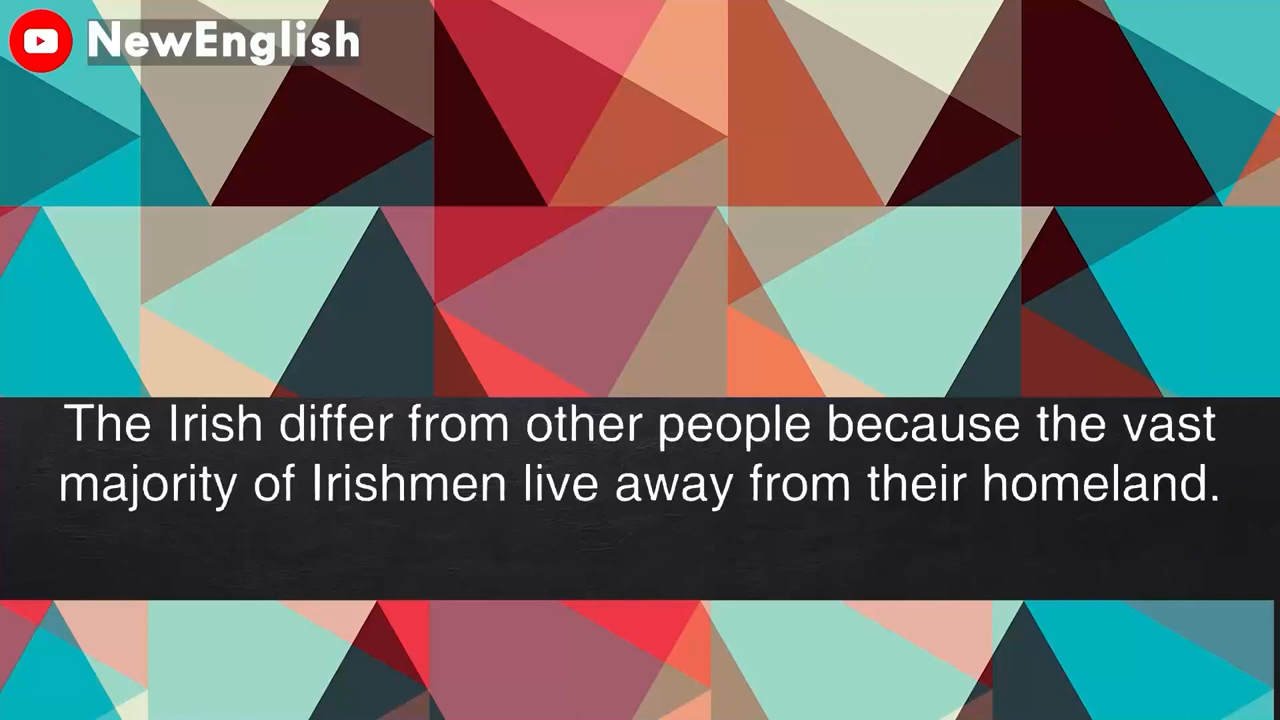 NewEnglish
The Irish differ from other people because the vast
majority of Irishmen live away from their homeland.